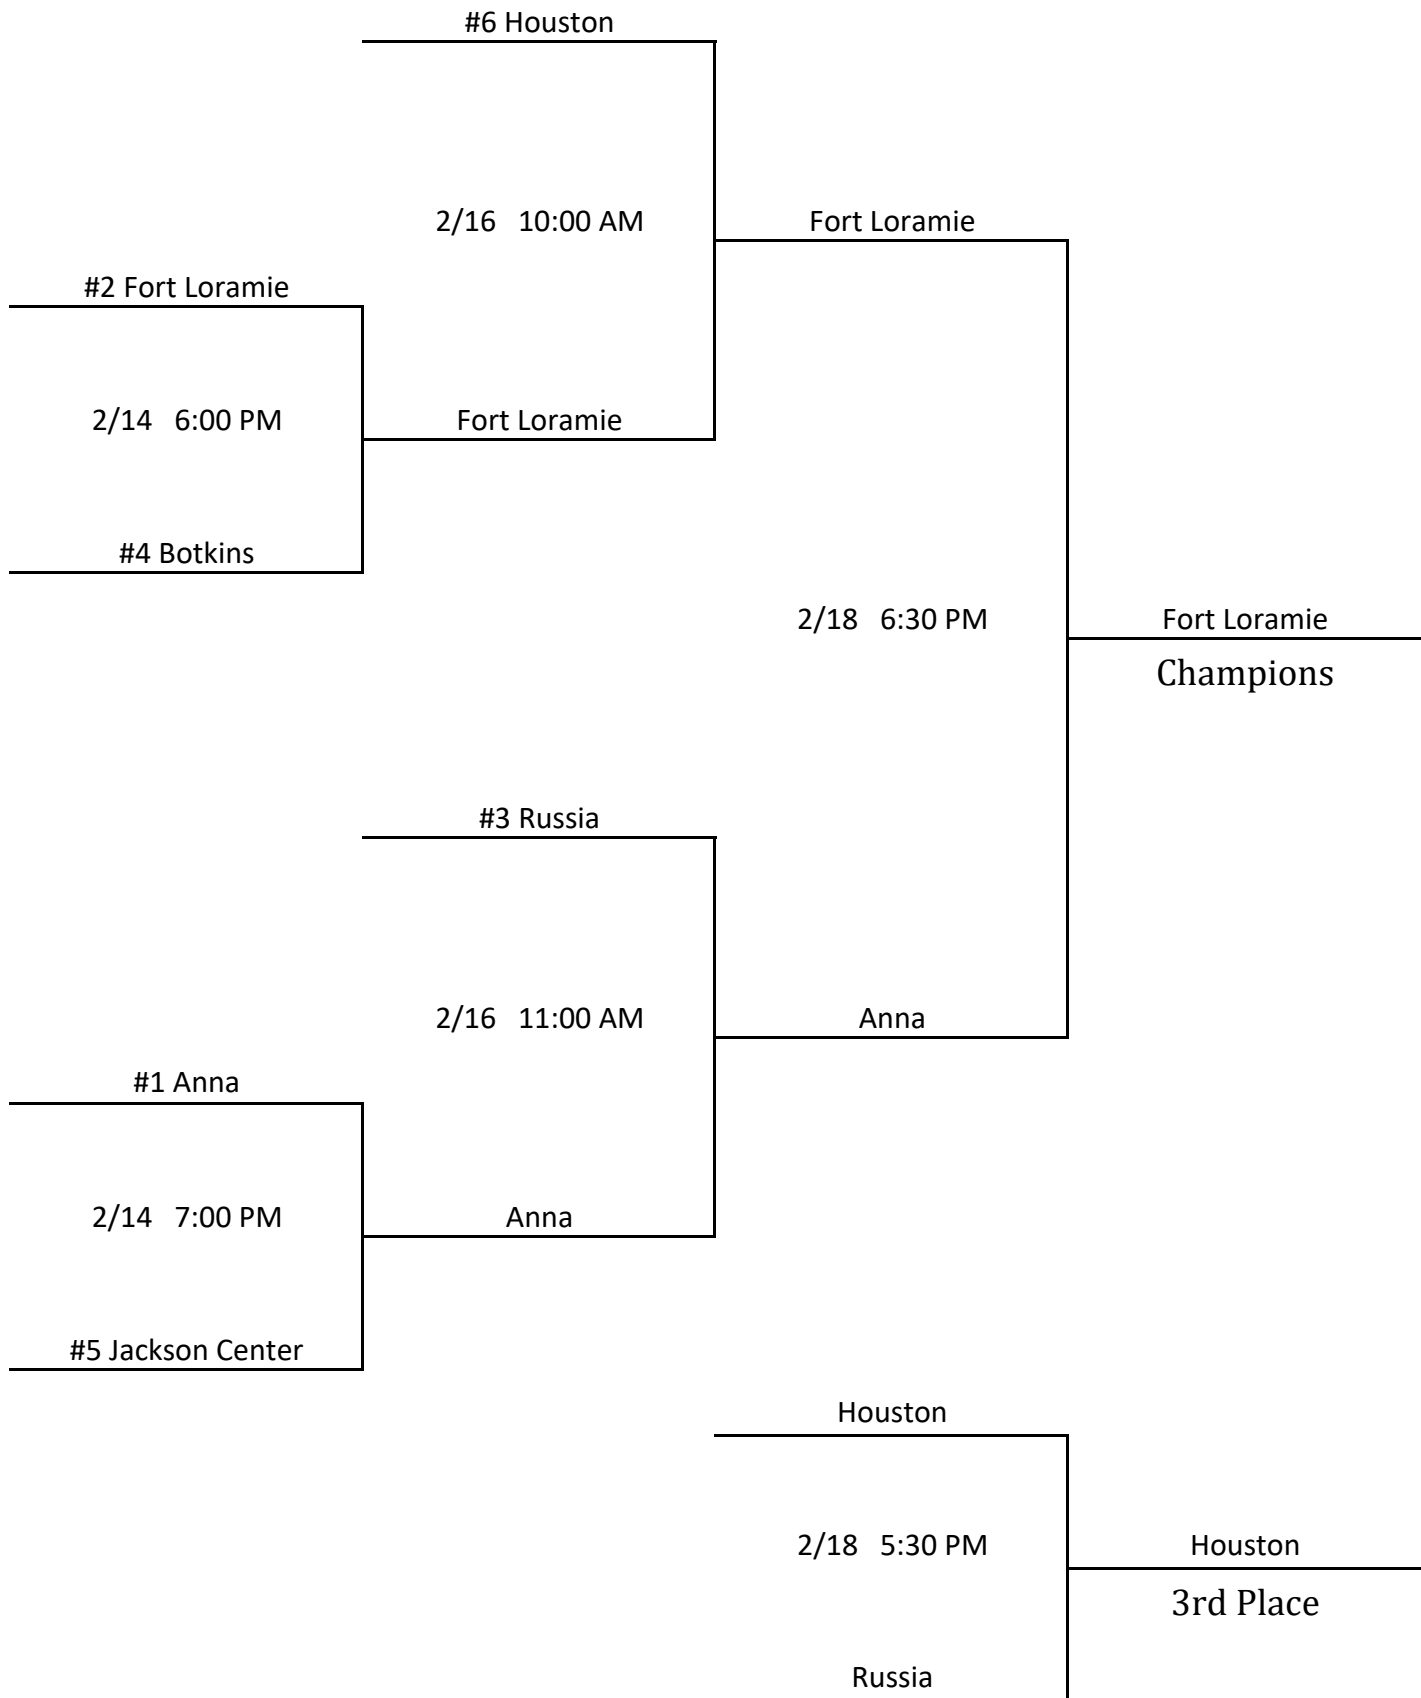 #6 Houston
2/16 10:00 AM
Fort Loramie
#2 Fort Loramie
2/14 6:00 PM
Fort Loramie
#4 Botkins
2/18 6:30 PM
Fort Loramie
Champions
#3 Russia
2/16 11:00 AM
Anna
#1 Anna
2/14 7:00 PM
Anna
#5 Jackson Center
Houston
2/18 5:30 PM
Houston
3rd Place
Russia